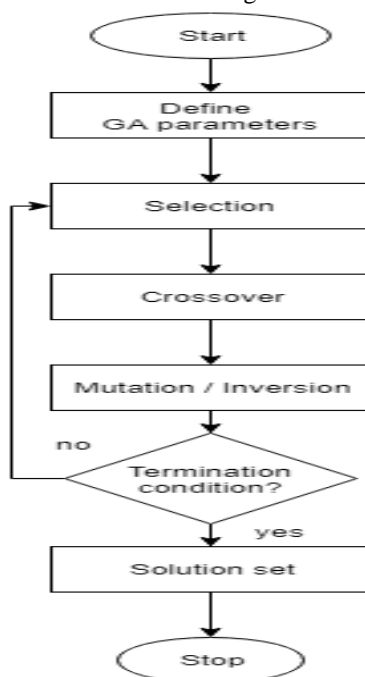 Start
Define
GA parameters
Selection
Crossover
Mutation / Inversion
no
Termination
condition?
yes
Solution set
Stop